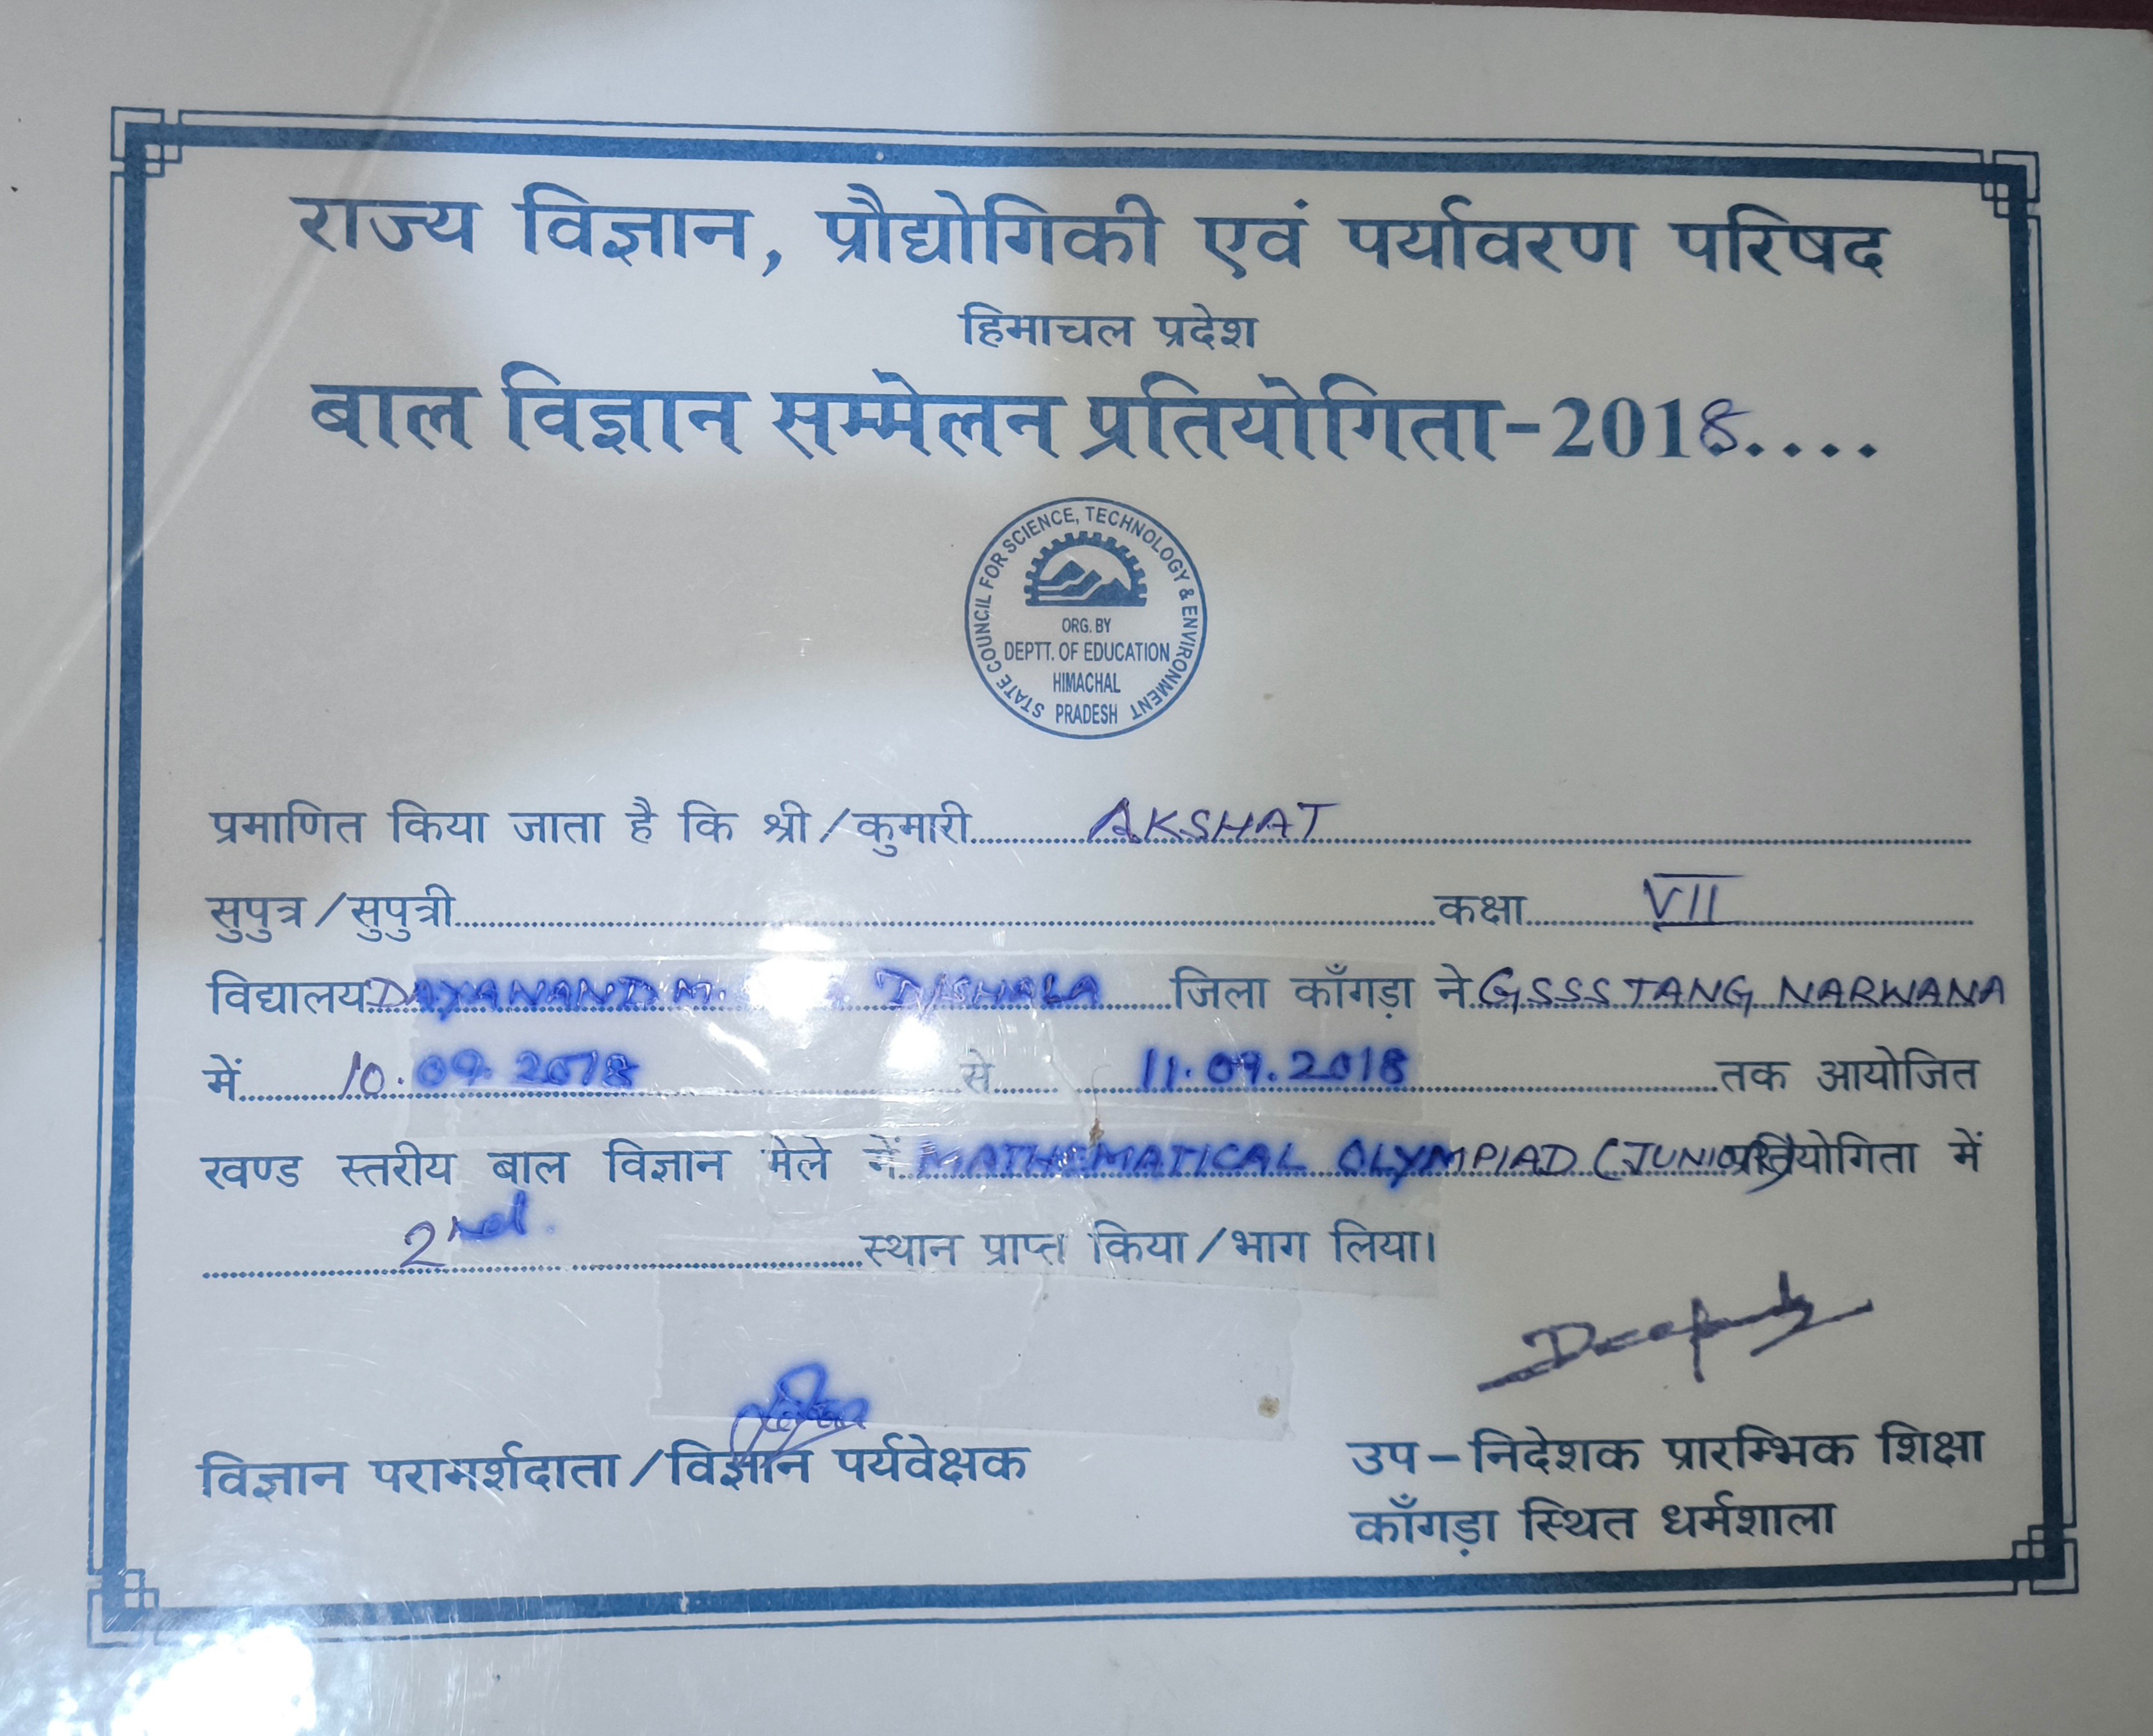 राज्य विज्ञान, प्रौद्योगिकी एवं पर्यावरण परिषद
हिमाचल प्रदेश
बाल विज्ञान सम्मेलन प्रतियोगिता-2018....
STATE COUNCIL FOR SCIENCE, TECHNOLOGY & ENVIRONMENT
ORG. BY
DEPTT. OF EDUCATION
HIMACHAL
PRADESH
प्रमाणित किया जाता है कि श्री/कुमारी AKSHAT
सुपुत्र/सुपुत्री कक्षा VII
विद्यालय DAYANAND M. D/SHALA जिला काँगड़ा ने GSSS TANG NARWANA
में 10.09.2018 से 11.09.2018 तक आयोजित
खण्ड स्तरीय बाल विज्ञान मेले में MATHEMATICAL OLYMPIAD (JUNIOR) प्रतियोगिता में
2nd स्थान प्राप्त किया/भाग लिया।
विज्ञान परामर्शदाता/विज्ञान पर्यवेक्षक
उप-निदेशक प्रारम्भिक शिक्षा
काँगड़ा स्थित धर्मशाला